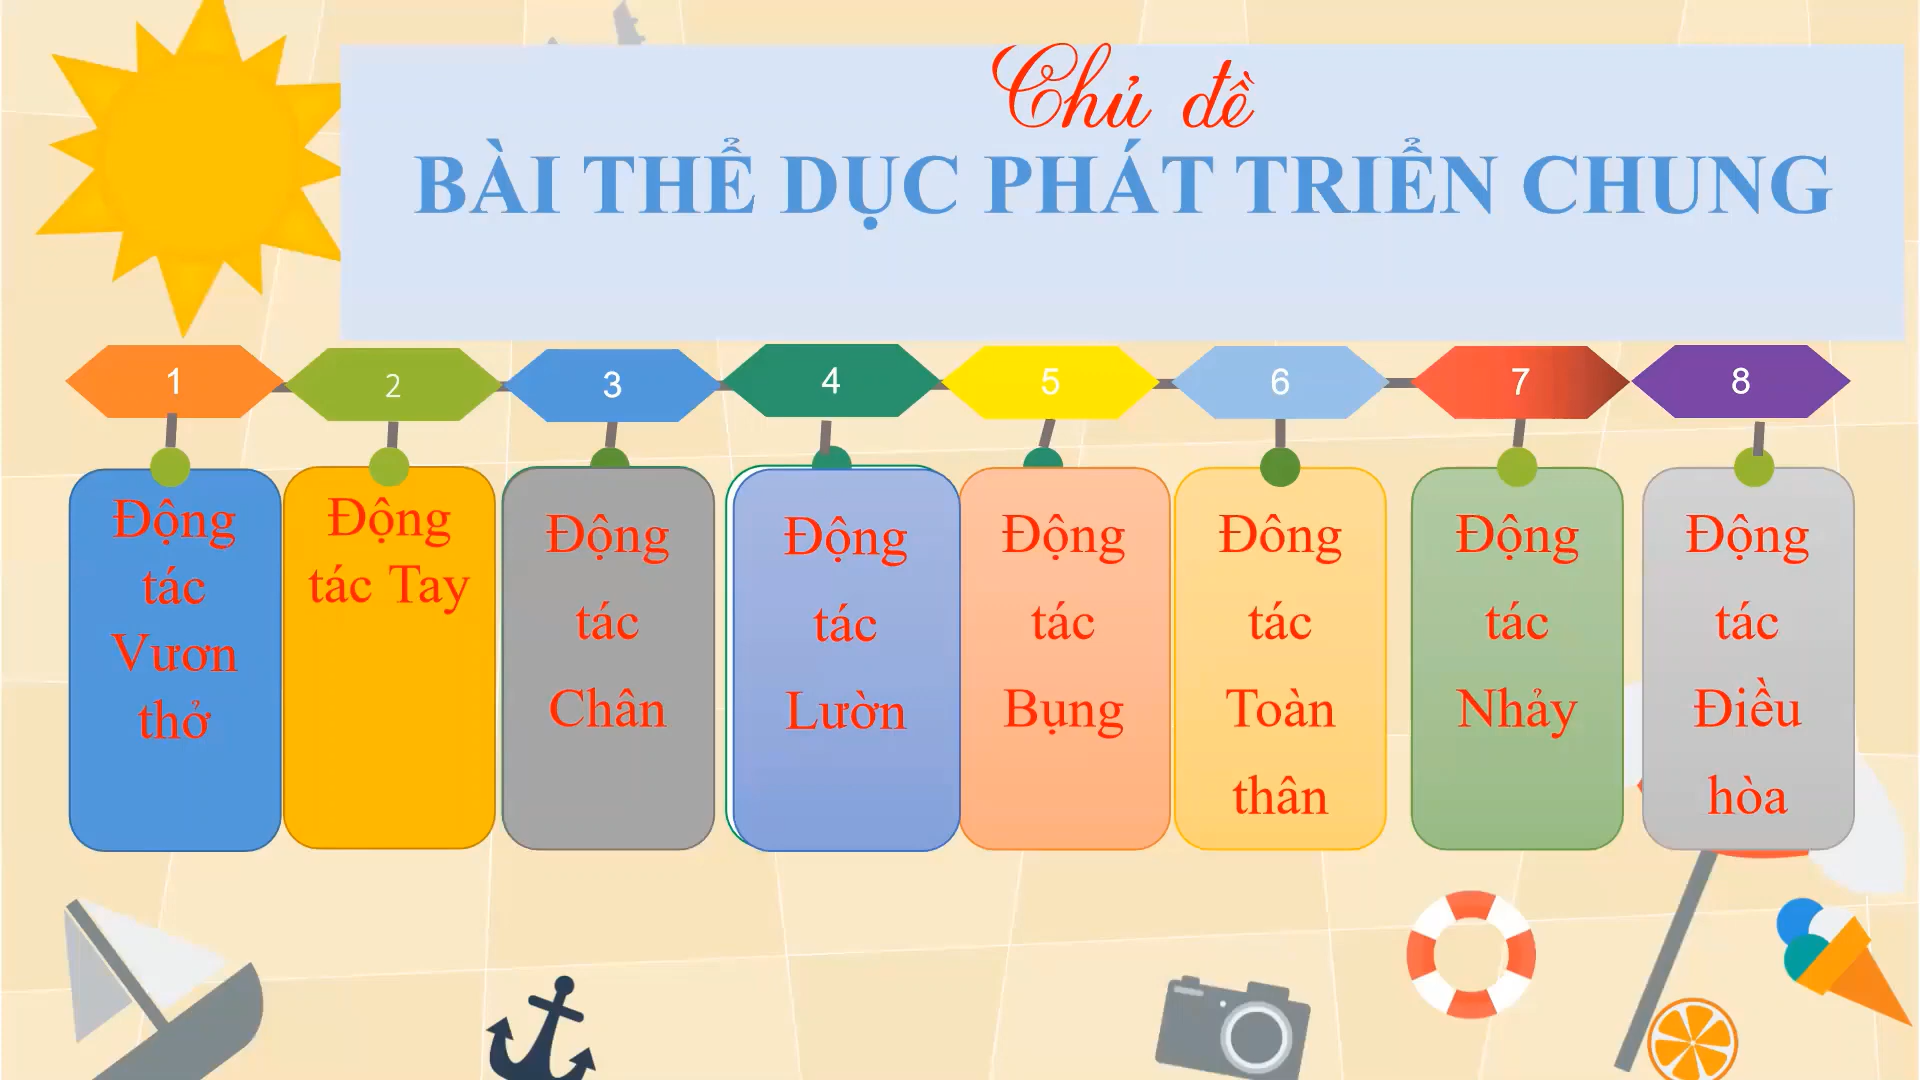 Chủ đề
BÀI THỂ DỤC PHÁT TRIỂN CHUNG
1
2
3
4
5
6
7
8
Động
tác
Vươn
thở
Động
tác Tay
Động
tác
Chân
Động
tác
Lườn
Động
tác
Bụng
Đông
tác
Toàn
thân
Động
tác
Nhảy
Động
tác
Điều
hòa